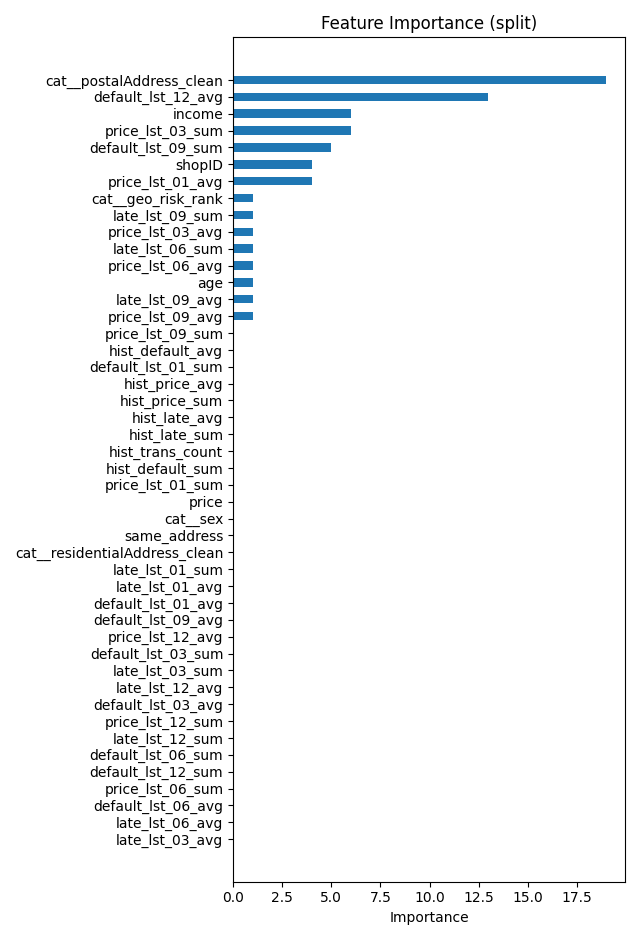 Feature Importance (split)
cat__postalAddress_clean
default_lst_12_avg
income
price_lst_03_sum
default_lst_09_sum
shopID
price_lst_01_avg
cat__geo_risk_rank
late_lst_09_sum
price_lst_03_avg
late_lst_06_sum
price_lst_06_avg
age
late_lst_09_avg
price_lst_09_avg
price_lst_09_sum
hist_default_avg
default_lst_01_sum
hist_price_avg
hist_price_sum
hist_late_avg
hist_late_sum
hist_trans_count
hist_default_sum
price_lst_01_sum
price
cat__sex
same_address
cat__residentialAddress_clean
late_lst_01_sum
late_lst_01_avg
default_lst_01_avg
default_lst_09_avg
price_lst_12_avg
default_lst_03_sum
late_lst_03_sum
late_lst_12_avg
default_lst_03_avg
price_lst_12_sum
late_lst_12_sum
default_lst_06_sum
default_lst_12_sum
price_lst_06_sum
default_lst_06_avg
late_lst_06_avg
late_lst_03_avg
0.0 2.5 5.0 7.5 10.0 12.5 15.0 17.5
Importance